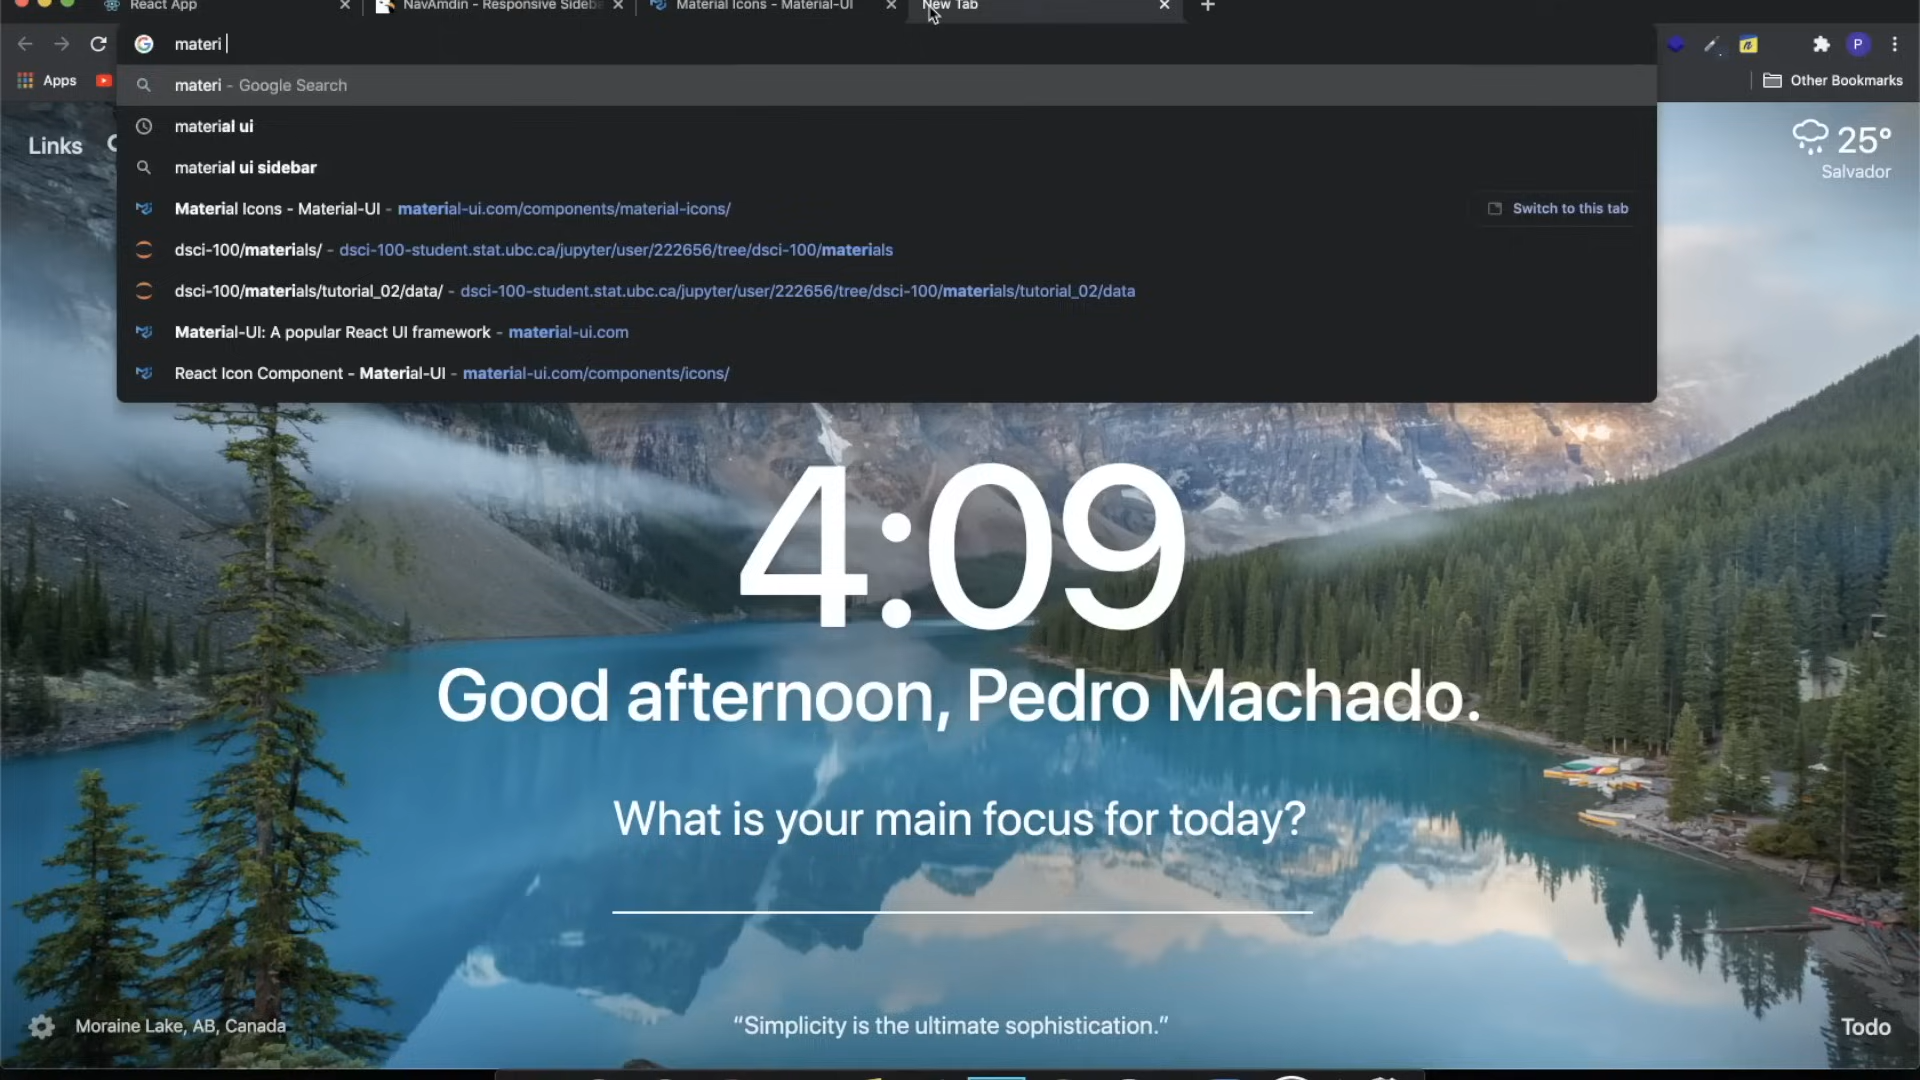 React App
NavAmdin - Responsive Sideb
Material Icons - Material-UI
New Tab
materi
Apps
Other Bookmarks
materi - Google Search
material ui
material ui sidebar
Material Icons - Material-UI - material-ui.com/components/material-icons/
Switch to this tab
dsci-100/materials/ - dsci-100-student.stat.ubc.ca/jupyter/user/222656/tree/dsci-100/materials
dsci-100/materials/tutorial_02/data/ - dsci-100-student.stat.ubc.ca/jupyter/user/222656/tree/dsci-100/materials/tutorial_02/data
Material-UI: A popular React UI framework - material-ui.com
React Icon Component - Material-UI - material-ui.com/components/icons/
P
n
Links
25°
Salvador
4:09
Good afternoon, Pedro Machado.
What is your main focus for today?
Moraine Lake, AB, Canada
“Simplicity is the ultimate sophistication.”
Todo